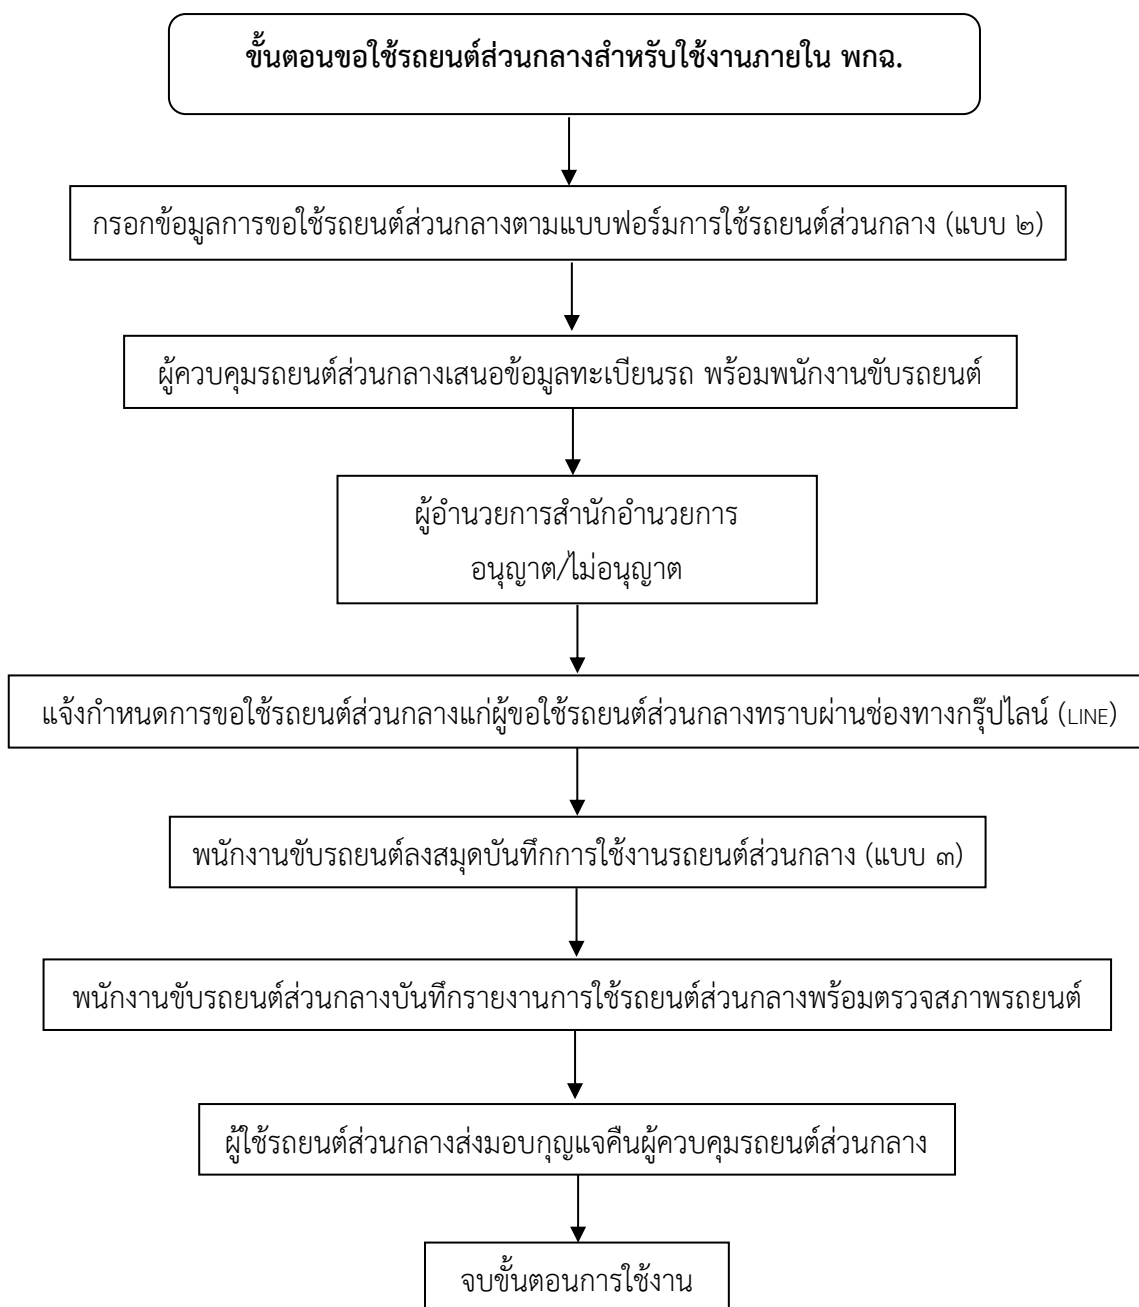 ขั้นตอนขอใช้รถยนต์ส่วนกลางสำหรับใช้งานภายใน พกฉ.
กรอกข้อมูลการขอใช้รถยนต์ส่วนกลางตามแบบฟอร์มการใช้รถยนต์ส่วนกลาง (แบบ ๒)
ผู้ควบคุมรถยนต์ส่วนกลางเสนอข้อมูลทะเบียนรถ พร้อมพนักงานขับรถยนต์
ผู้อำนวยการสำนักอำนวยการ
อนุญาต/ไม่อนุญาต
แจ้งกำหนดการขอใช้รถยนต์ส่วนกลางแก่ผู้ขอใช้รถยนต์ส่วนกลางทราบผ่านช่องทางกรุ๊ปไลน์ (LINE)
พนักงานขับรถยนต์ลงสมุดบันทึกการใช้งานรถยนต์ส่วนกลาง (แบบ ๓)
พนักงานขับรถยนต์ส่วนกลางบันทึกรายงานการใช้รถยนต์ส่วนกลางพร้อมตรวจสภาพรถยนต์
ผู้ใช้รถยนต์ส่วนกลางส่งมอบกุญแจคืนผู้ควบคุมรถยนต์ส่วนกลาง
จบขั้นตอนการใช้งาน